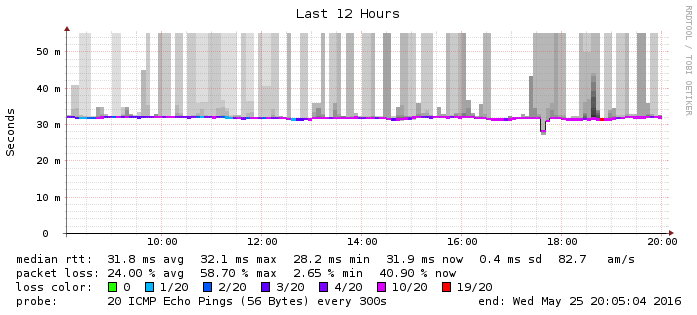 Last 12 Hours
RRDTOOL / TOBI OETIKER
Seconds
50 m
40 m
30 m
20 m
10 m
0
10:00 12:00 14:00 16:00 18:00 20:00
median rtt: 31.8 ms avg 32.1 ms max 28.2 ms min 31.9 ms now 0.4 ms sd 82.7 am/s
packet loss: 24.00 % avg 58.70 % max 2.65 % min 40.90 % now
loss color: 0 1/20 2/20 3/20 4/20 10/20 19/20
probe: 20 ICMP Echo Pings (56 Bytes) every 300s end: Wed May 25 20:05:04 2016